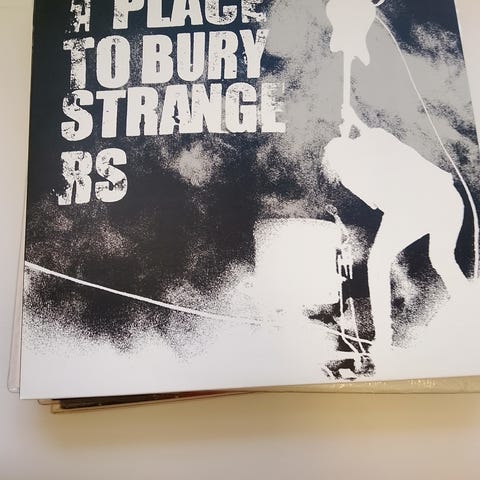 A PLACE
TO BURY
STRANGE
RS